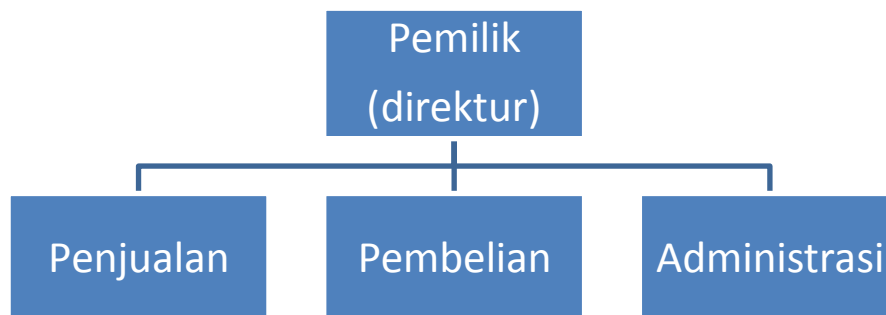 Pemilik
(direktur)
Penjualan
Pembelian
Administrasi